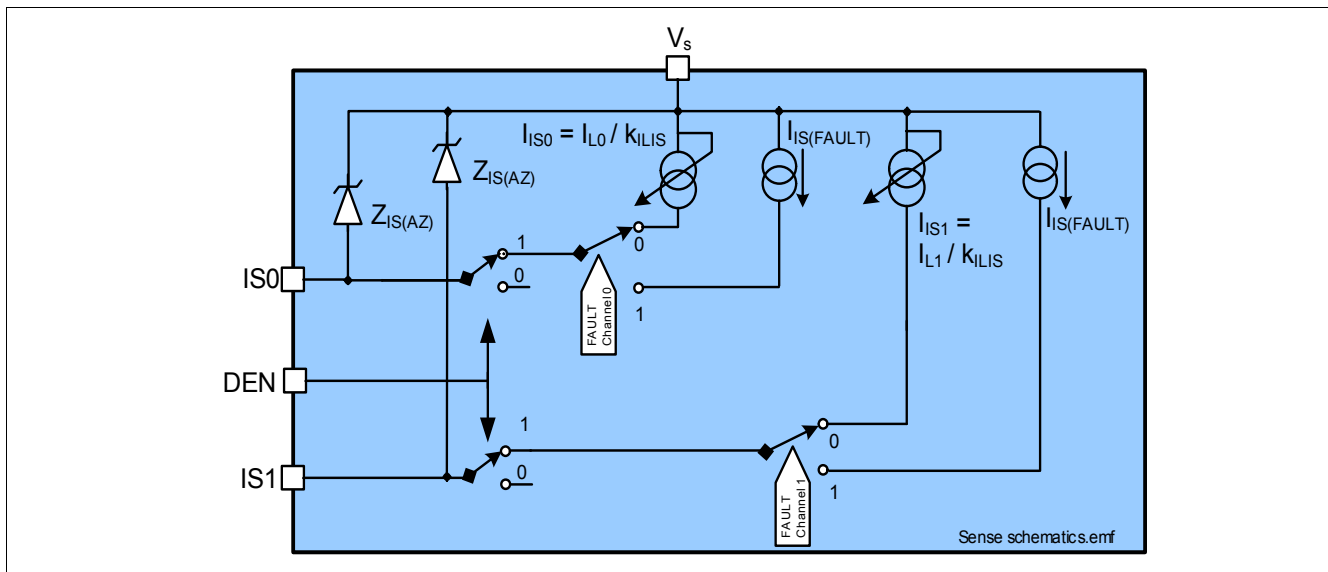 Vs
IIS0 = IL0 / kILIS
IIS(FAULT)
ZIS(AZ)
ZIS(AZ)
IIS1 =
IL1 / kILIS
IIS(FAULT)
1
0
0
1
IS0
FAULT
Channel 0
DEN
1
0
0
1
IS1
FAULT
Channel 1
Sense schematics.emf